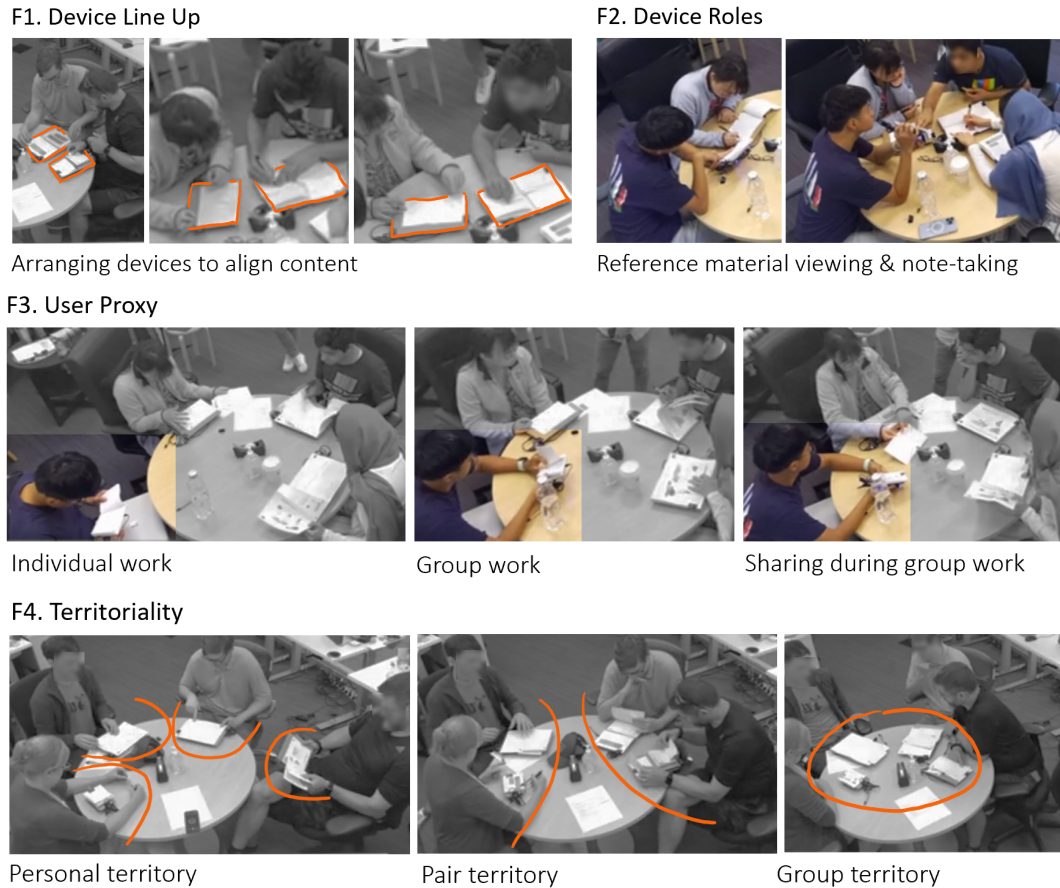 F1. Device Line Up
F2. Device Roles
Arranging devices to align content
Reference material viewing & note-taking
F3. User Proxy
Individual work
Group work
Sharing during group work
F4. Territoriality
Personal territory
Pair territory
Group territory